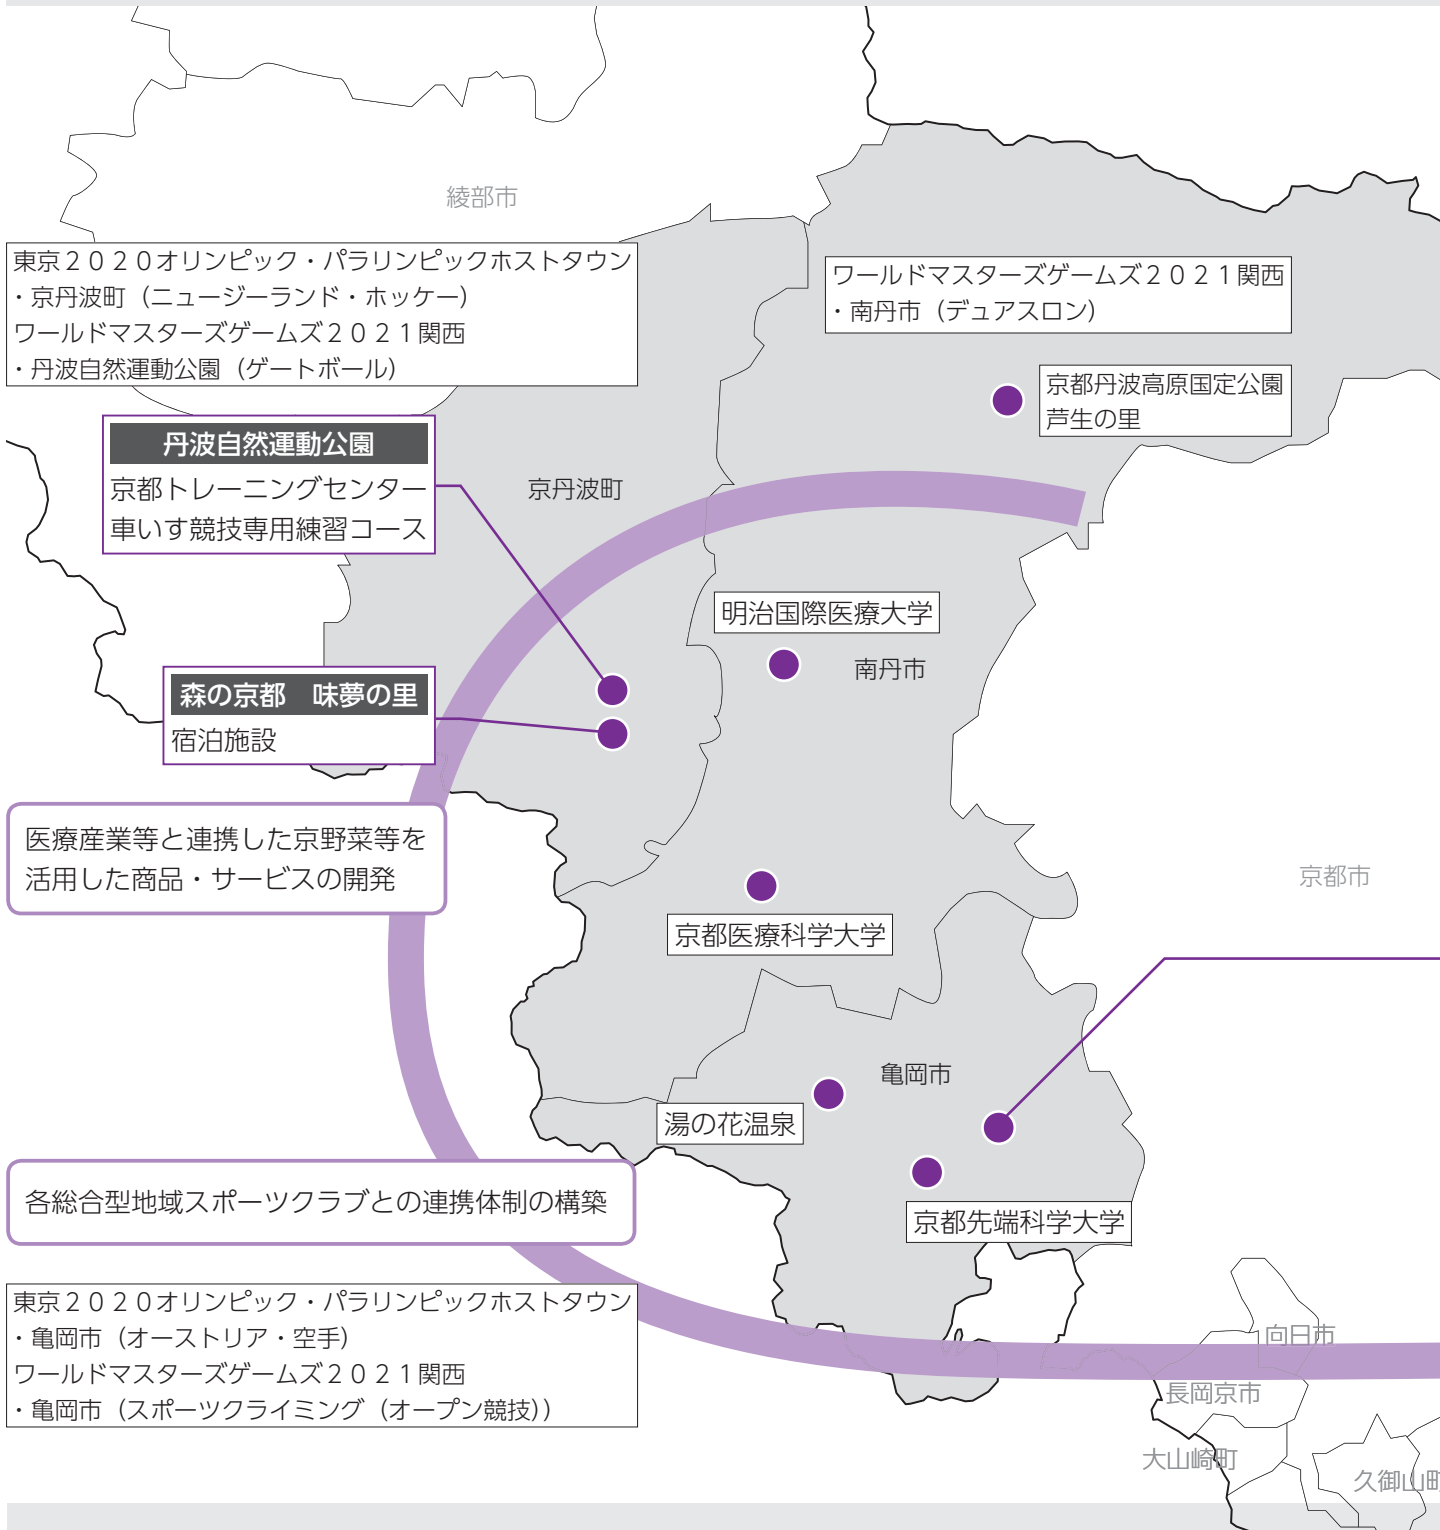 綾部市
東京２０２０オリンピック・パラリンピックホストタウン
・京丹波町（ニュージーランド・ホッケー）
ワールドマスターズゲームズ２０２１関西
・丹波自然運動公園（ゲートボール）
ワールドマスターズゲームズ２０２１関西
・南丹市（デュアスロン）
京都丹波高原国定公園
芦生の里
丹波自然運動公園
京都トレーニングセンター
車いす競技専用練習コース
京丹波町
明治国際医療大学
南丹市
森の京都　味夢の里
宿泊施設
医療産業等と連携した京野菜等を
活用した商品・サービスの開発
京都市
京都医療科学大学
亀岡市
湯の花温泉
各総合型地域スポーツクラブとの連携体制の構築
京都先端科学大学
東京２０２０オリンピック・パラリンピックホストタウン
・亀岡市（オーストリア・空手）
ワールドマスターズゲームズ２０２１関西
・亀岡市（スポーツクライミング（オープン競技））
向日市
長岡京市
大山崎町
久御山町